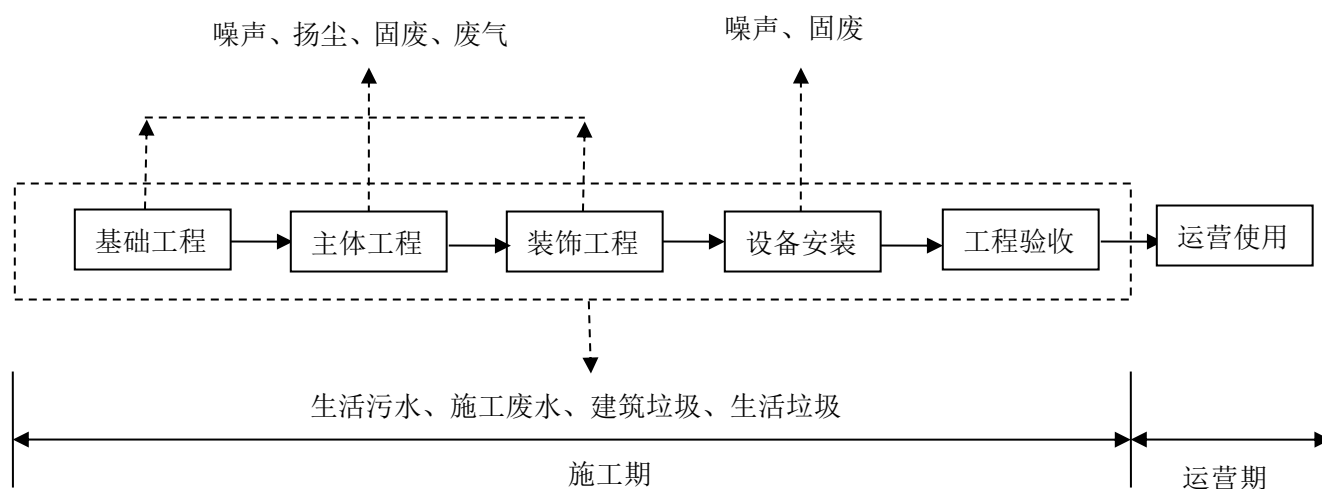 噪声、扬尘、固废、废气
噪声、固废
基础工程
主体工程
装饰工程
设备安装
工程验收
运营使用
生活污水、施工废水、建筑垃圾、生活垃圾
施工期
运营期